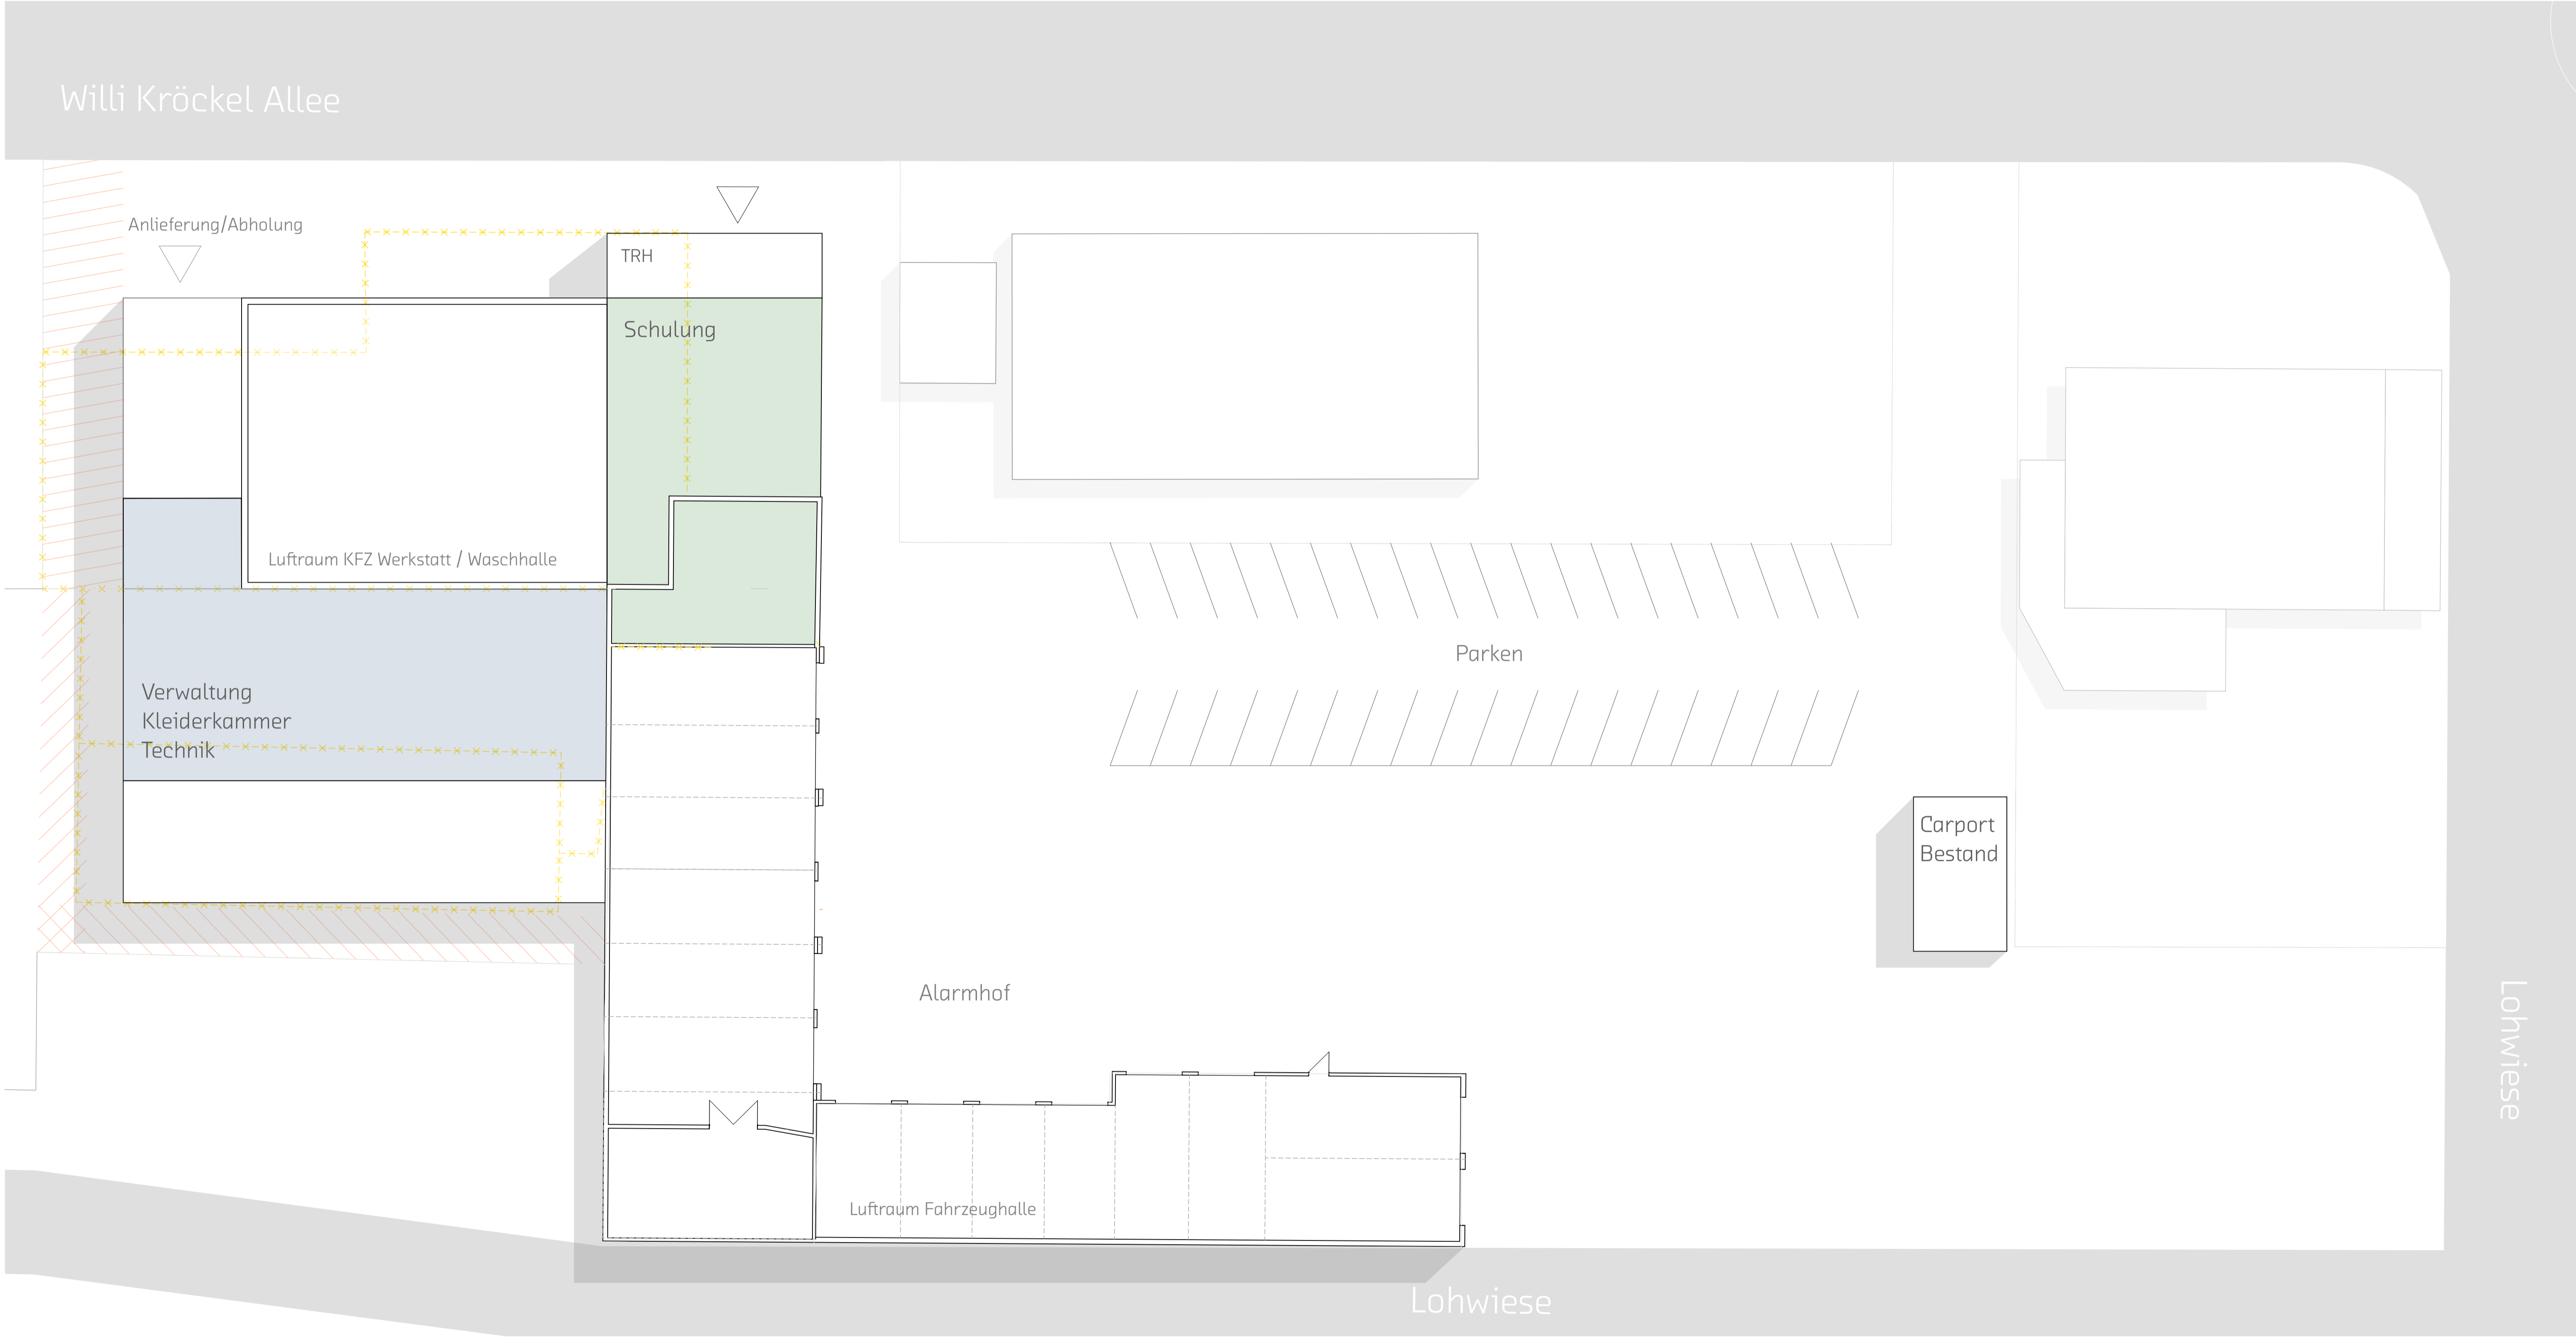 Willi Kröckel Allee
Anlieferung/Abholung
TRH
Schulung
Luftraum KFZ Werkstatt / Waschhalle
Verwaltung
Kleiderkammer
Technik
Parken
Carport
Bestand
Alarmhof
Lohwiese
Luftraum Fahrzeughalle
Lohwiese